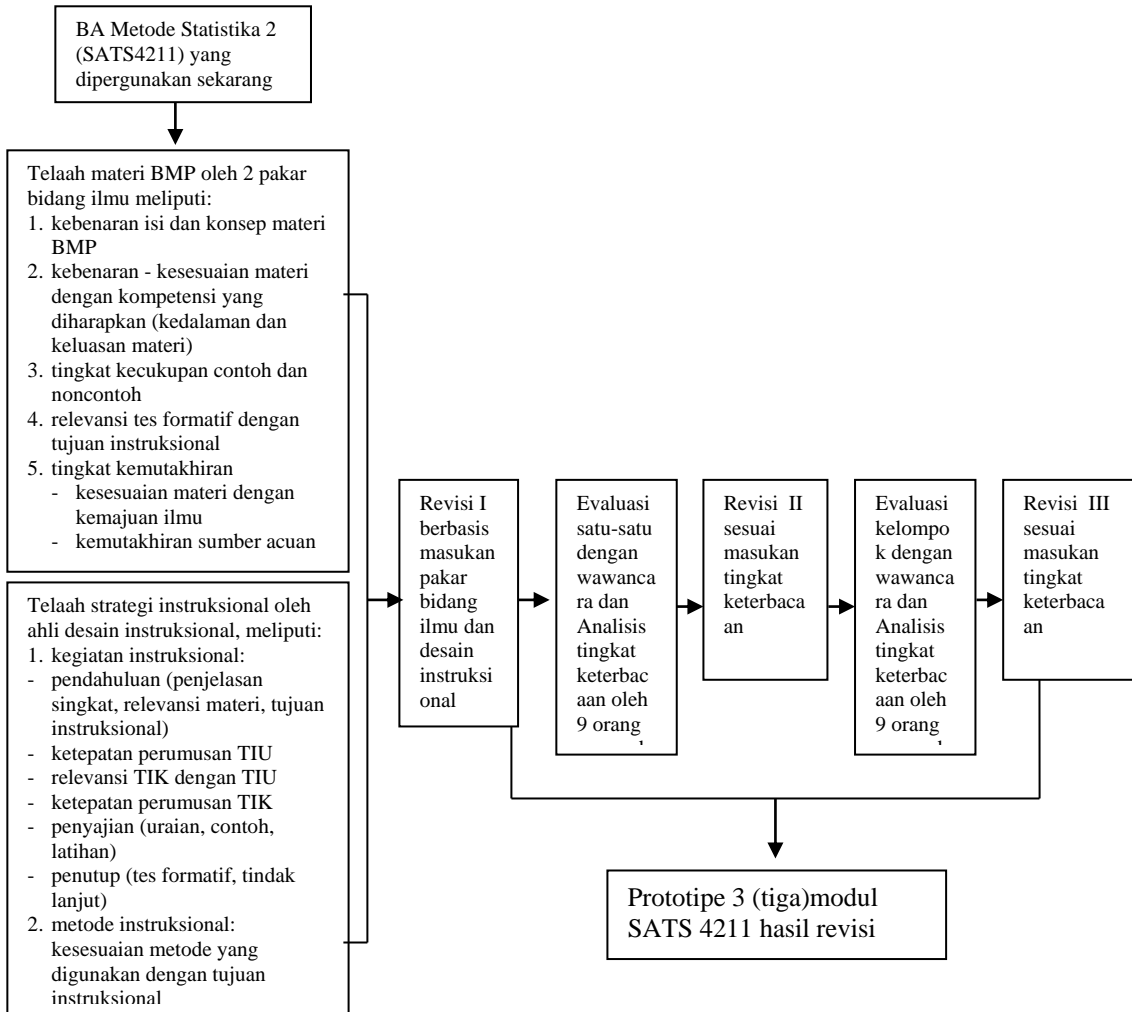 BA Metode Statistika 2
(SATS4211) yang
dipergunakan sekarang
Telaah materi BMP oleh 2 pakar
bidang ilmu meliputi:
1. kebenaran isi dan konsep materi
BMP
2. kebenaran - kesesuaian materi
dengan kompetensi yang
diharapkan (kedalaman dan
keluasan materi)
3. tingkat kecukupan contoh dan
noncontoh
4. relevansi tes formatif dengan
tujuan instruksional
5. tingkat kemutakhiran
- kesesuaian materi dengan
kemajuan ilmu
- kemutakhiran sumber acuan
Telaah strategi instruksional oleh
ahli desain instruksional, meliputi:
1. kegiatan instruksional:
- pendahuluan (penjelasan
singkat, relevansi materi, tujuan
instruksional)
- ketepatan perumusan TIU
- relevansi TIK dengan TIU
- ketepatan perumusan TIK
- penyajian (uraian, contoh,
latihan)
- penutup (tes formatif, tindak
lanjut)
2. metode instruksional:
kesesuaian metode yang
digunakan dengan tujuan
instruksional
Revisi I
berbasis
masukan
pakar
bidang
ilmu dan
desain
instruksi
onal
Evaluasi
satu-satu
dengan
wawanca
ra dan
Analisis
tingkat
keterbac
aan oleh
9 orang
Revisi II
sesuai
masukan
tingkat
keterbaca
an
Evaluasi
kelompo
k dengan
wawanca
ra dan
Analisis
tingkat
keterbac
aan oleh
9 orang
Revisi III
sesuai
masukan
tingkat
keterbaca
an
Prototipe 3 (tiga)modul
SATS 4211 hasil revisi